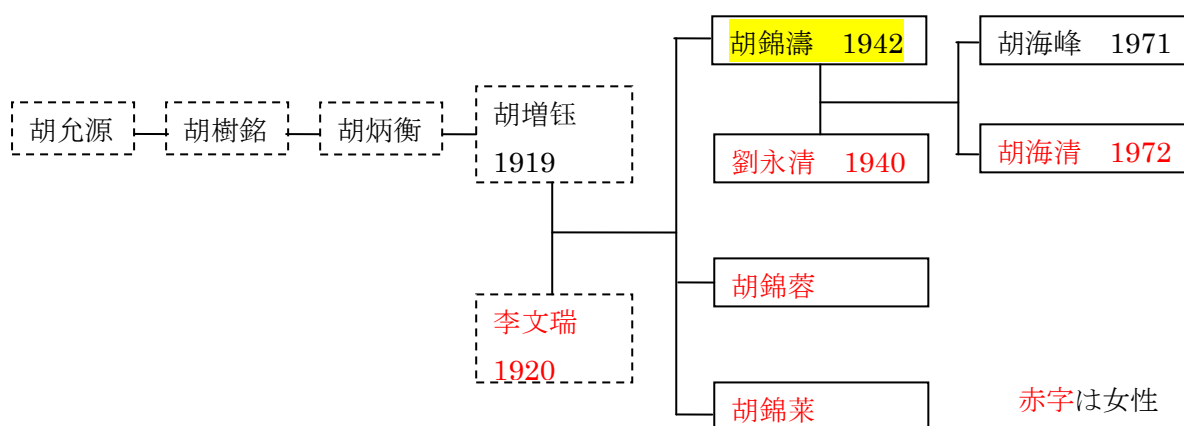 胡錦濤 1942
胡海峰 1971
胡允源
胡樹銘
胡炳衡
胡増钰
1919
劉永清 1940
胡海清 1972
胡錦蓉
李文瑞
1920
胡錦莱
赤字は女性